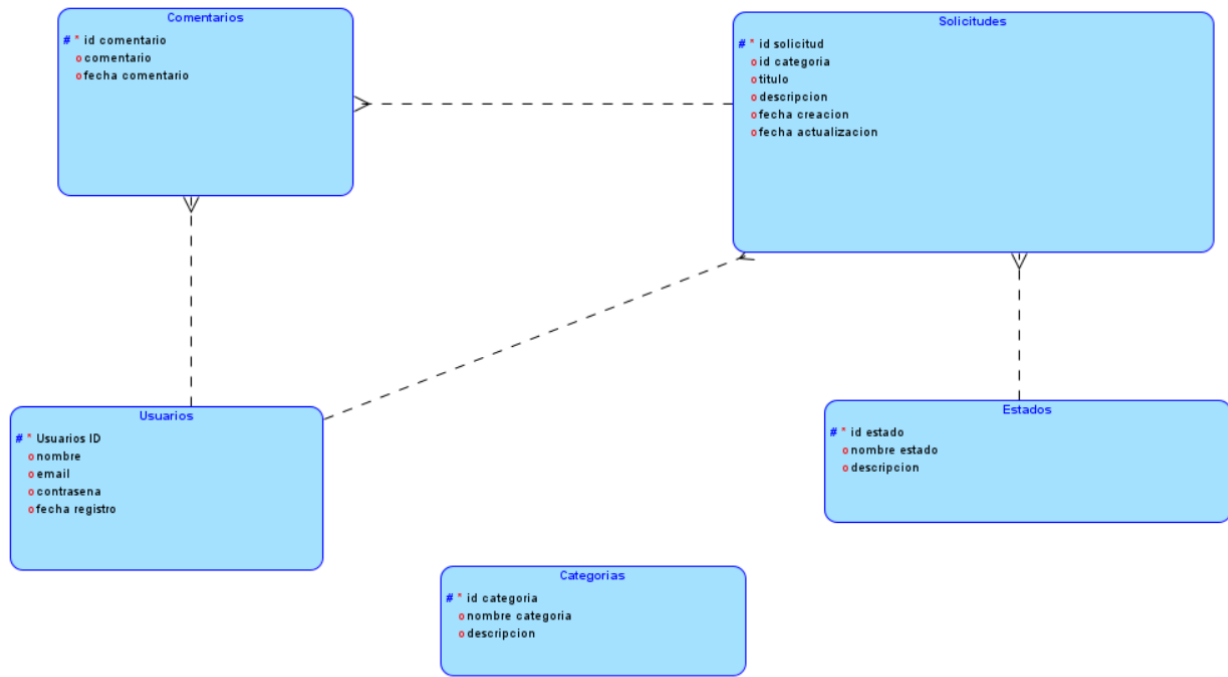 Comentarios
# * id comentario
o comentario
o fecha comentario
Solicitudes
# * id solicitud
o id categoria
o titulo
o descripcion
o fecha creacion
o fecha actualizacion
Usuarios
# * Usuarios ID
o nombre
o email
o contrasena
o fecha registro
Estados
# * id estado
o nombre estado
o descripcion
Categorias
# * id categoria
o nombre categoria
o descripcion